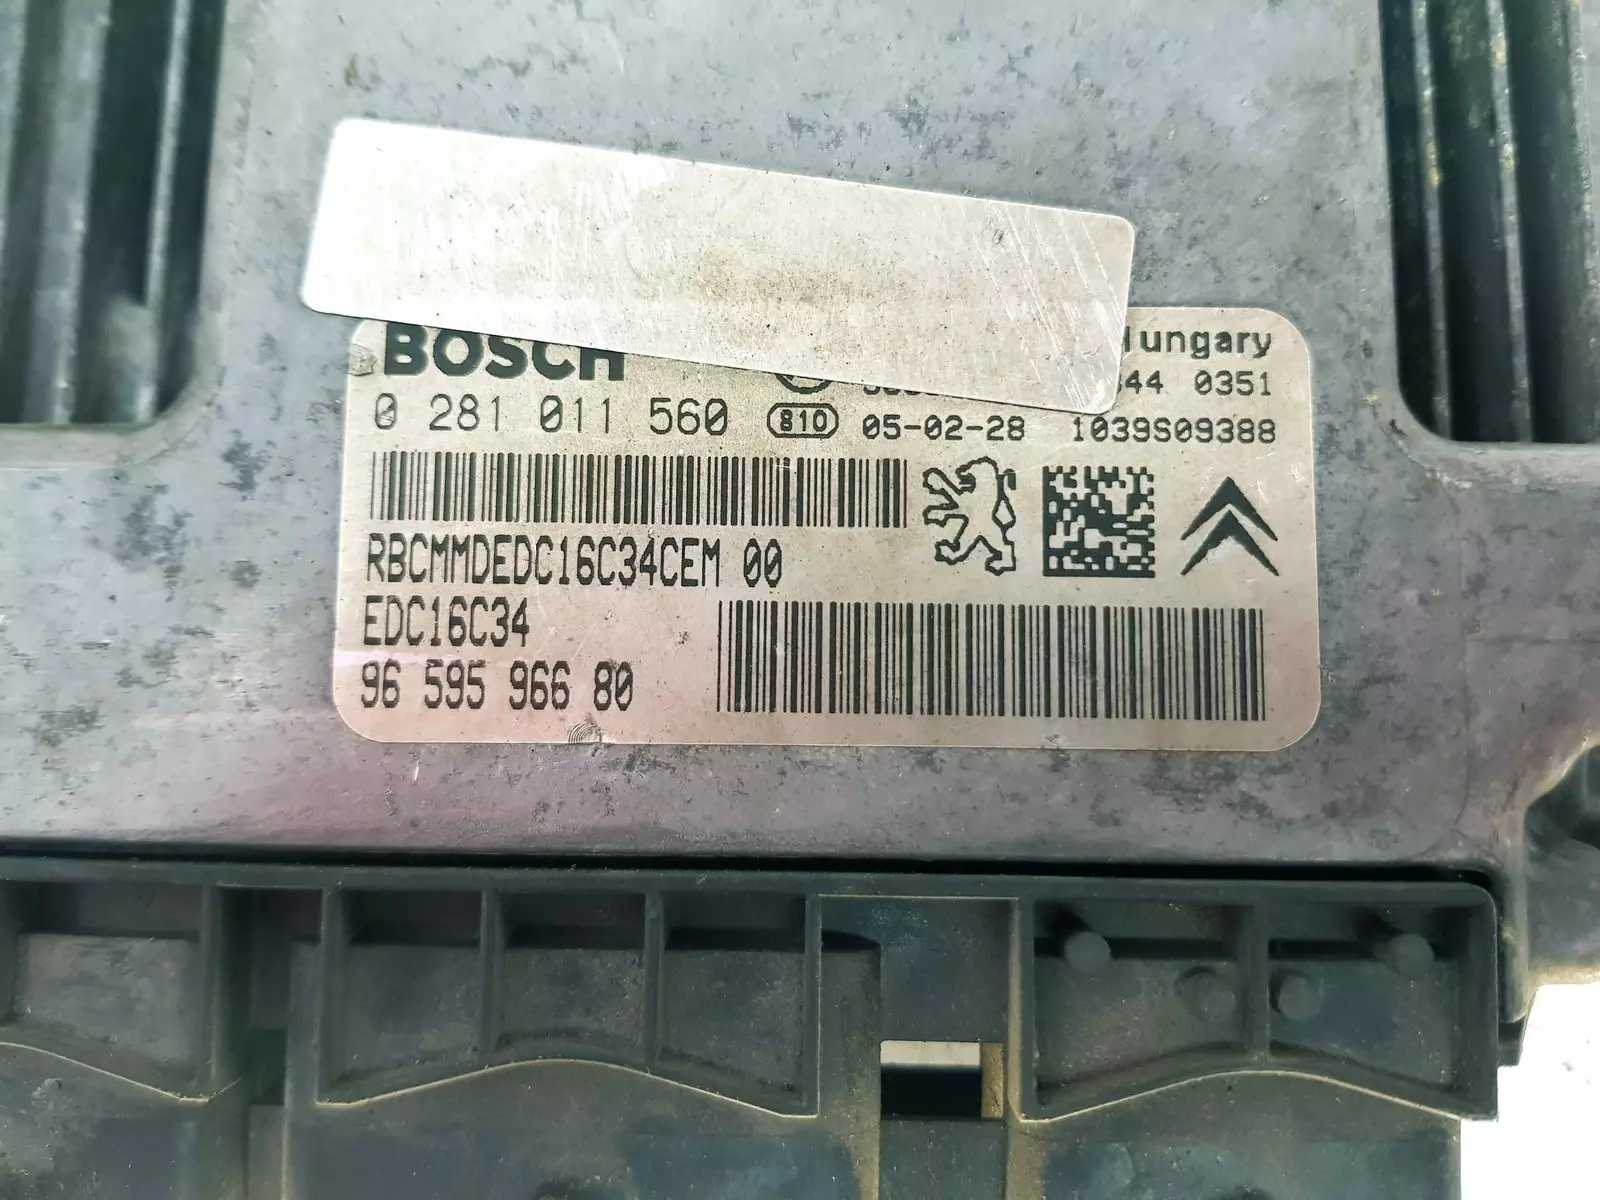 BOSCH
Hungary
44 0351
0 281 011 560 810 05-02-28 1039S09388
RBCMMDEDC16C34CEM 00
EDC16C34
96 595 966 80